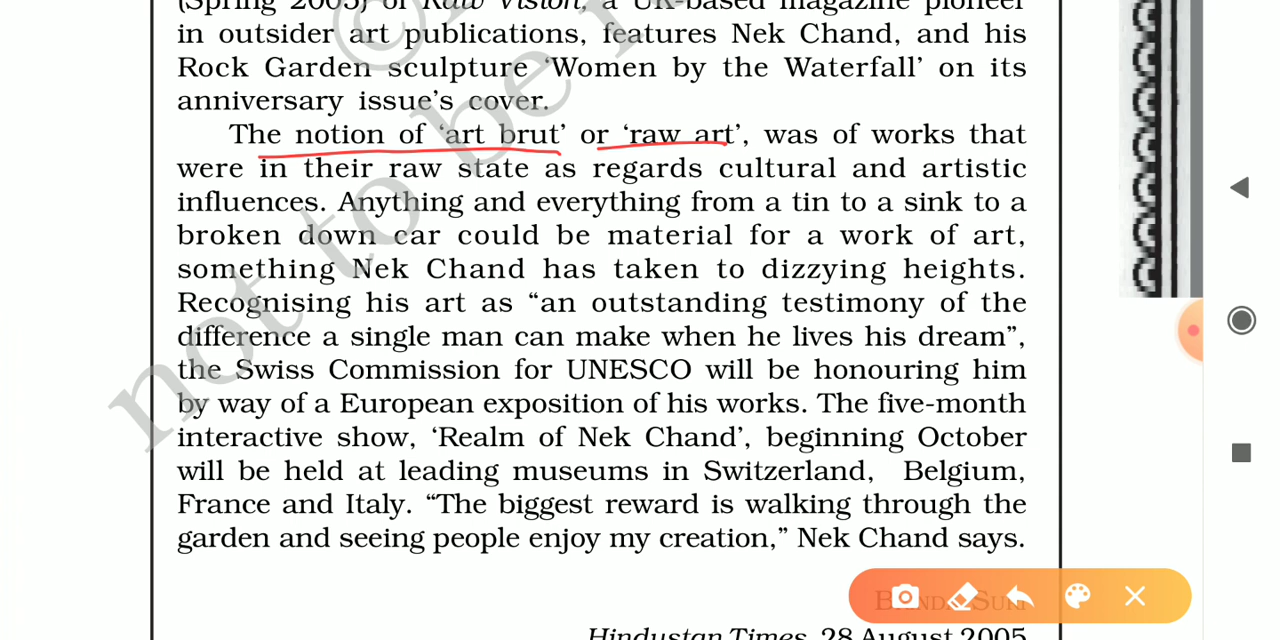 (Spring 2005) of Raw Vision, a UK-based magazine pioneer
in outsider art publications, features Nek Chand, and his
Rock Garden sculpture ‘Women by the Waterfall’ on its
anniversary issue’s cover.
The notion of ‘art brut’ or ‘raw art’, was of works that
were in their raw state as regards cultural and artistic
influences. Anything and everything from a tin to a sink to a
broken down car could be material for a work of art,
something Nek Chand has taken to dizzying heights.
Recognising his art as “an outstanding testimony of the
difference a single man can make when he lives his dream”,
the Swiss Commission for UNESCO will be honouring him
by way of a European exposition of his works. The five-month
interactive show, ‘Realm of Nek Chand’, beginning October
will be held at leading museums in Switzerland, Belgium,
France and Italy. “The biggest reward is walking through the
garden and seeing people enjoy my creation,” Nek Chand says.
Hindustan Times, 28 August 2005
© not to be r